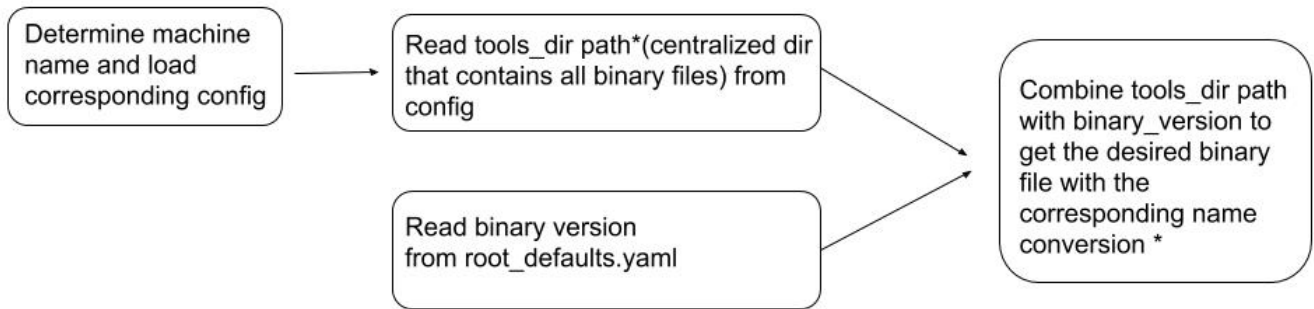 Determine machine
name and load
corresponding config
Read tools_dir path*(centralized dir
that contains all binary files) from
config
Read binary version
from root_defaults.yaml
Combine tools_dir path
with binary_version to
get the desired binary
file with the
corresponding name
conversion *